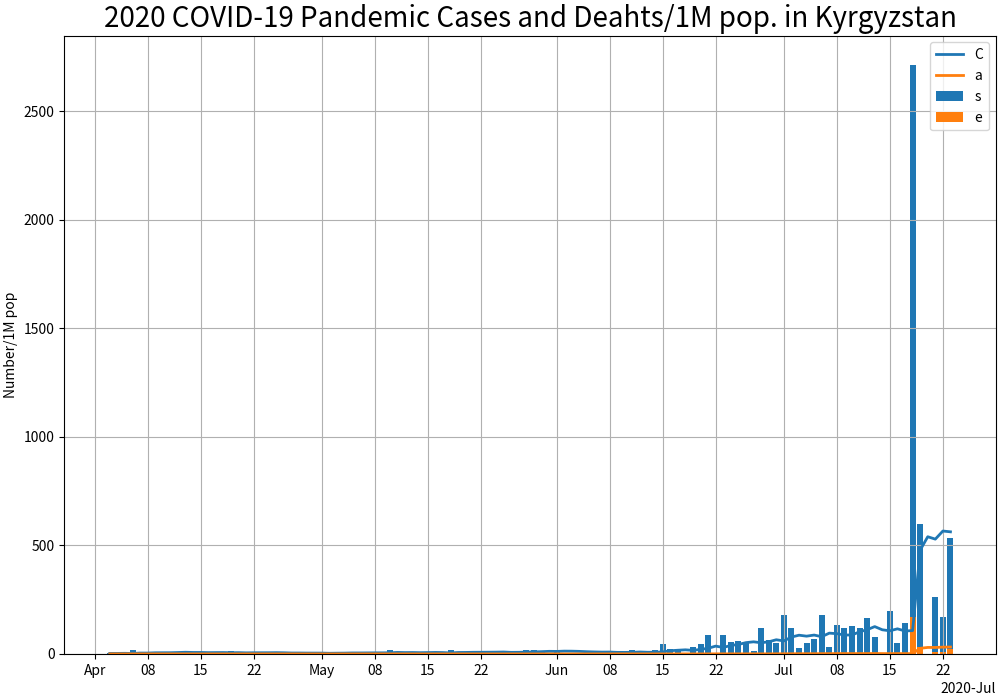 2020 COVID-19 Pandemic Cases and Deahts/1M pop. in Kyrgyzstan
C
a
s
e
2500
2000
1500
1000
500
0
Number/1M pop
Apr 08 15 22 May 08 15 22 Jun 08 15 22 Jul 08 15 22
2020-Jul